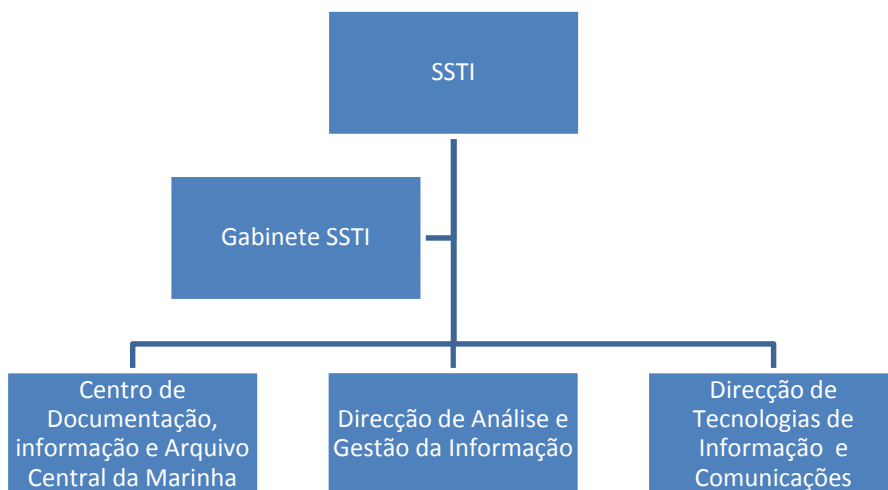 SSTI
Gabinete SSTI
Centro de
Documentação,
informação e Arquivo
Central da Marinha
Direcção de Análise e
Gestão da Informação
Direcção de
Tecnologias de
Informação e
Comunicações